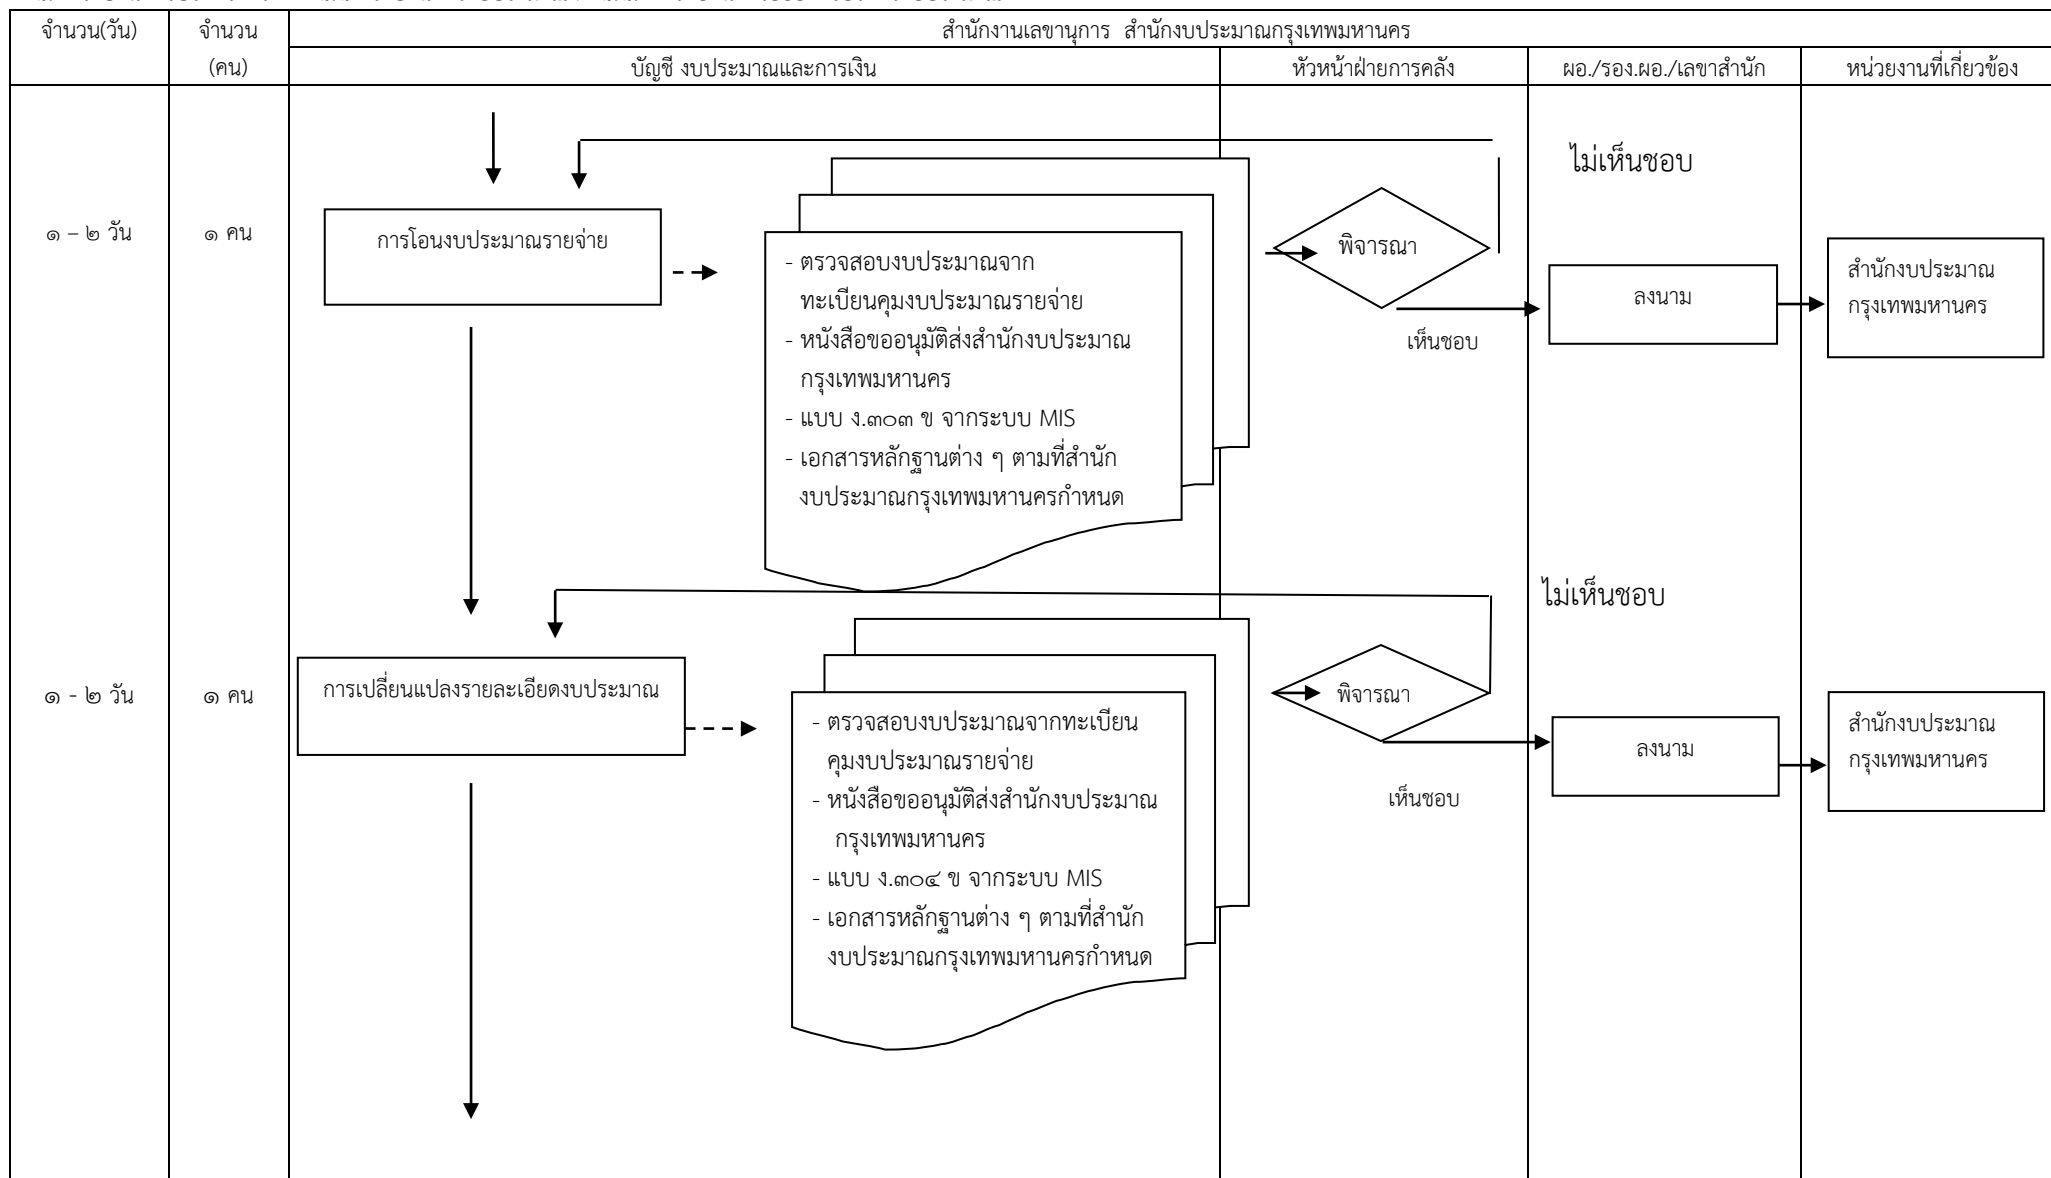 จำนวน(วัน)
จำนวน
(คน)
สำนักงานเลขานุการ สำนักงบประมาณกรุงเทพมหานคร
บัญชี งบประมาณและการเงิน
หัวหน้าฝ่ายการคลัง
ผอ./รอง.ผอ./เลขาสำนัก
หน่วยงานที่เกี่ยวข้อง
ไม่เห็นชอบ
๑ – ๒ วัน
๑ คน
การโอนงบประมาณรายจ่าย
- ตรวจสอบงบประมาณจาก
ทะเบียนคุมงบประมาณรายจ่าย
- หนังสือขออนุมัติส่งสำนักงบประมาณ
กรุงเทพมหานคร
- แบบ ง.๓๐๓ ข จากระบบ MIS
- เอกสารหลักฐานต่าง ๆ ตามที่สำนัก
งบประมาณกรุงเทพมหานครกำหนด
พิจารณา
เห็นชอบ
ลงนาม
สำนักงบประมาณ
กรุงเทพมหานคร
ไม่เห็นชอบ
๑ - ๒ วัน
๑ คน
การเปลี่ยนแปลงรายละเอียดงบประมาณ
- ตรวจสอบงบประมาณจากทะเบียน
คุมงบประมาณรายจ่าย
- หนังสือขออนุมัติส่งสำนักงบประมาณ
กรุงเทพมหานคร
- แบบ ง.๓๐๔ ข จากระบบ MIS
- เอกสารหลักฐานต่าง ๆ ตามที่สำนัก
งบประมาณกรุงเทพมหานครกำหนด
พิจารณา
เห็นชอบ
ลงนาม
สำนักงบประมาณ
กรุงเทพมหานคร